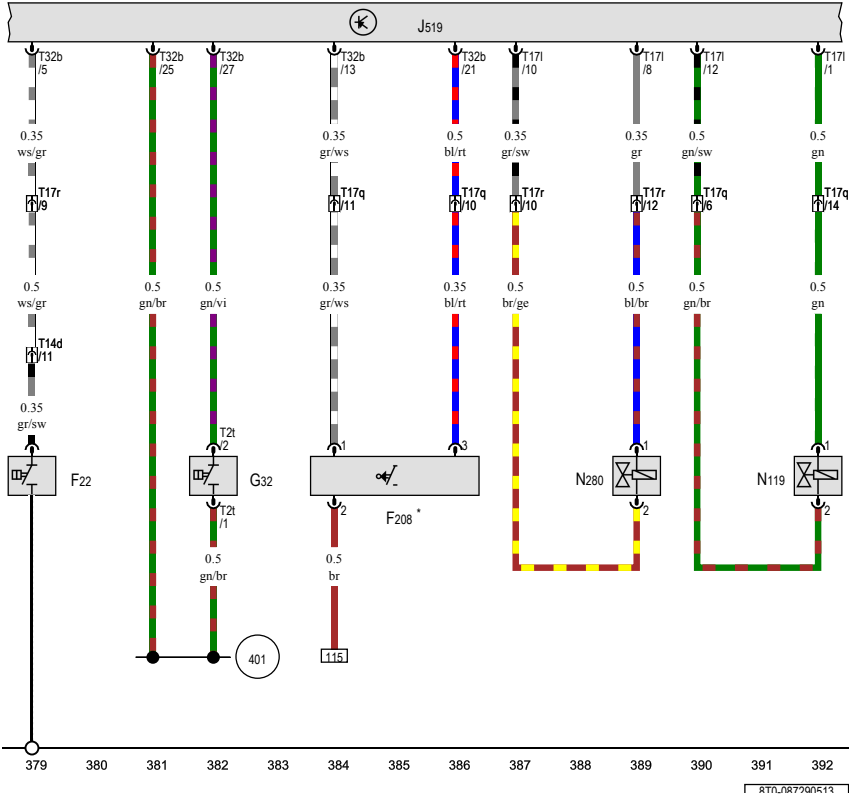 J519
T32b T32b T32b T32b T32b T17l T17l T17l T17l
/5 /25 /27 /13 /21 /10 /8 /12 /1
0.35 0.35 0.5 0.35 0.35 0.5 0.5
ws/gr gr/ws bl/rt gr/sw gr gn/sw gn
T17r T17q T17q T17r T17r T17q T17q
/9 /11 /10 /10 /12 /6 /14
0.5 0.5 0.5 0.35 0.35 0.5 0.5 0.5 0.5
ws/gr gn/br gn/vi gr/ws bl/rt br/ge bl/br gn/br gn
T14d
/11
0.35
gr/sw
T2t
/2 1 3 1 1
F22 G32 N280 N119
T2t
/1 2 2 2
F208 *
0.5 0.5
gn/br br
401 115
379 380 381 382 383 384 385 386 387 388 389 390 391 392
8T0-087290513